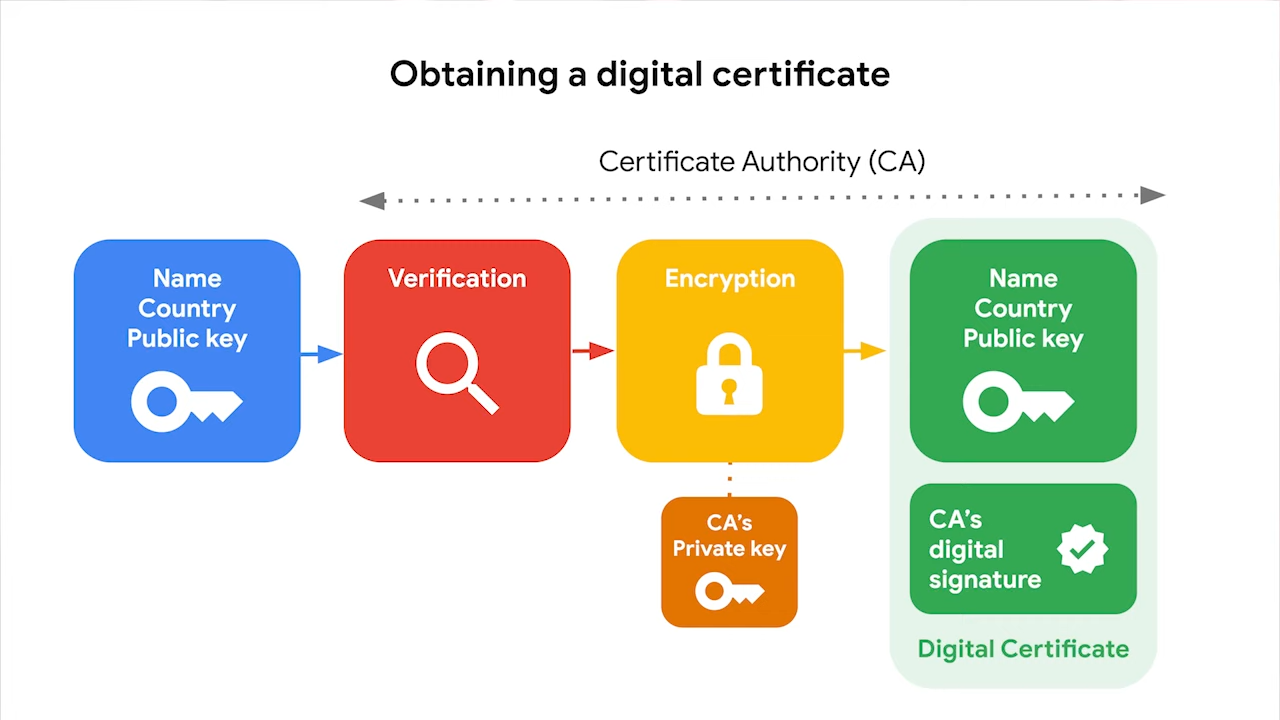 Obtaining a digital certificate
Certificate Authority (CA)
Name
Country
Public key
Verification
Encryption
Name
Country
Public key
CA's
Private key
CA's
digital
signature
Digital Certificate